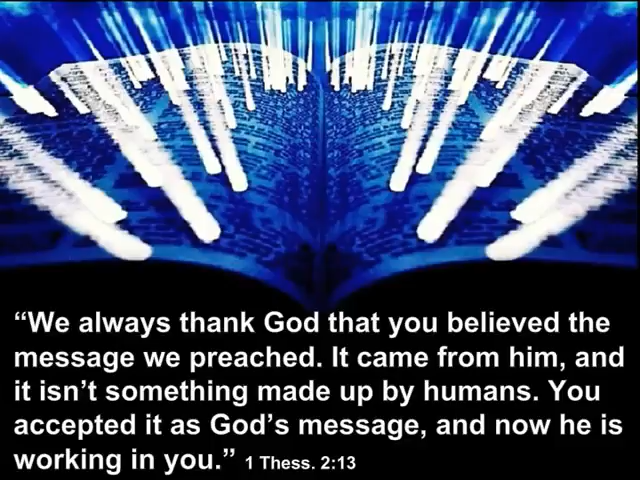 “We always thank God that you believed the
message we preached. It came from him, and
it isn’t something made up by humans. You
accepted it as God’s message, and now he is
working in you.” 1 Thess. 2:13